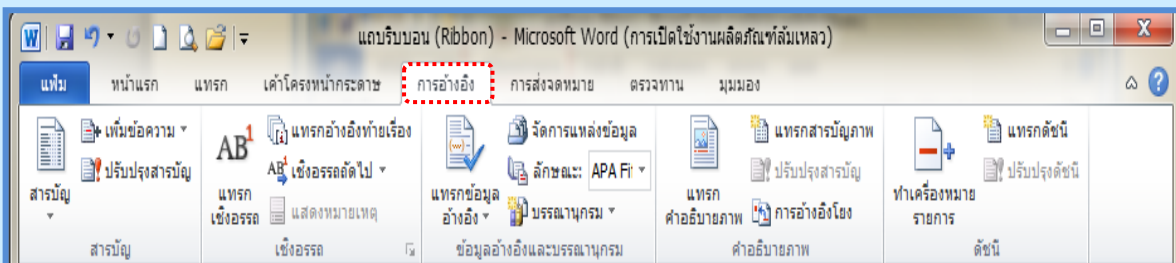 แถบริบบอน (Ribbon) - Microsoft Word (การเปิดใช้งานผลิตภัณฑ์ล้มเหลว)
แฟ้ม หน้าแรก แทรก เค้าโครงหน้ากระดาษ การอ้างอิง การส่งจดหมาย ตรวจทาน มุมมอง
สารบัญ
เพิ่มข้อความ
ปรับปรุงสารบัญ
สารบัญ
AB1
แทรก
เชิงอรรถ
แทรกอ้างอิงท้ายเรื่อง
AB1 เชิงอรรถถัดไป
แสดงหมายเหตุ
เชิงอรรถ
แทรกข้อมูล
อ้างอิง
จัดการแหล่งข้อมูล
ลักษณะ: APA Fif
บรรณานุกรม
ข้อมูลอ้างอิงและบรรณานุกรม
แทรก
คำอธิบายภาพ
แทรกสารบัญภาพ
ปรับปรุงสารบัญ
การอ้างอิงโยง
คำอธิบายภาพ
ทำเครื่องหมาย
รายการ
แทรกดัชนี
ปรับปรุงดัชนี
ดัชนี